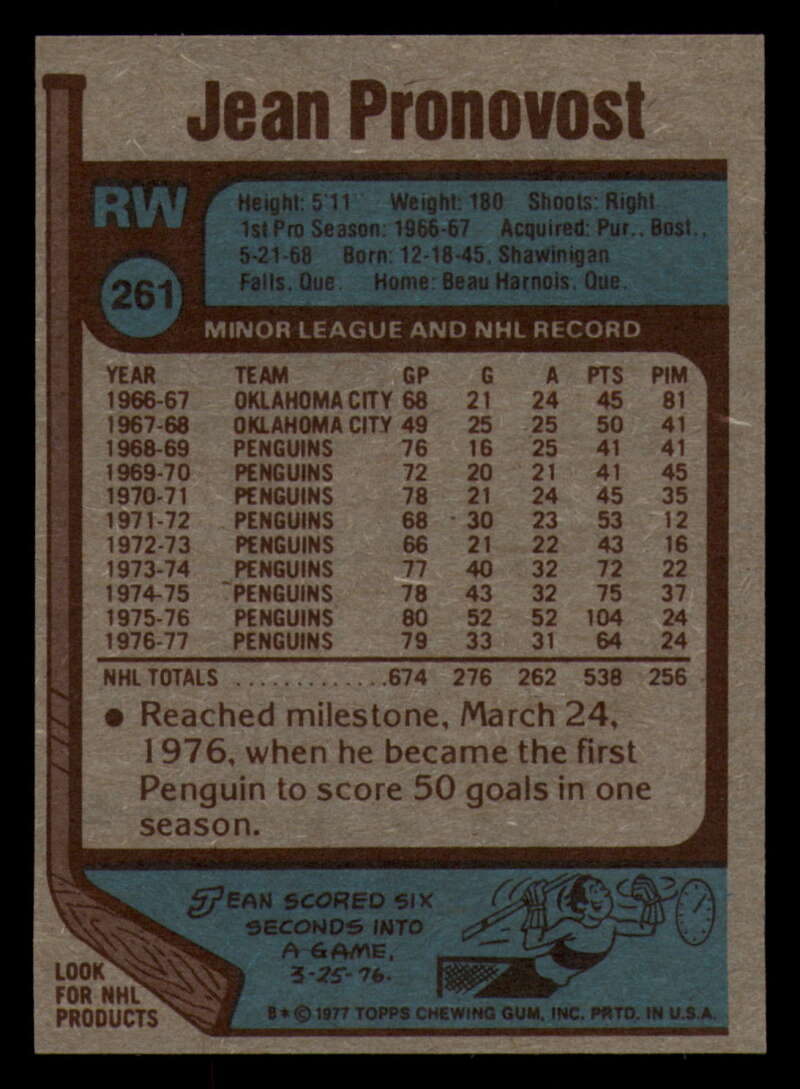 Jean Pronovost
RW
261
Height: 5'11 Weight: 180 Shoots: Right
1st Pro Season: 1966-67 Acquired: Pur., Bost.,
5-21-68 Born: 12-18-45, Shawinigan
Falls, Que. Home: Beau Harnois, Que.
MINOR LEAGUE AND NHL RECORD
YEAR TEAM GP G A PTS PIM
1966-67 OKLAHOMA CITY 68 21 24 45 81
1967-68 OKLAHOMA CITY 49 25 25 50 41
1968-69 PENGUINS 76 16 25 41 41
1969-70 PENGUINS 72 20 21 41 45
1970-71 PENGUINS 78 21 24 45 35
1971-72 PENGUINS 68 30 23 53 12
1972-73 PENGUINS 66 21 22 43 16
1973-74 PENGUINS 77 40 32 72 22
1974-75 PENGUINS 78 43 32 75 37
1975-76 PENGUINS 80 52 52 104 24
1976-77 PENGUINS 79 33 31 64 24
NHL TOTALS .............674 276 262 538 256
● Reached milestone, March 24,
1976, when he became the first
Penguin to score 50 goals in one
season.
JEAN SCORED SIX
SECONDS INTO
A GAME,
3-25-76.
LOOK
FOR NHL
PRODUCTS
B*© 1977 TOPPS CHEWING GUM, INC. PRTD. IN U.S.A.